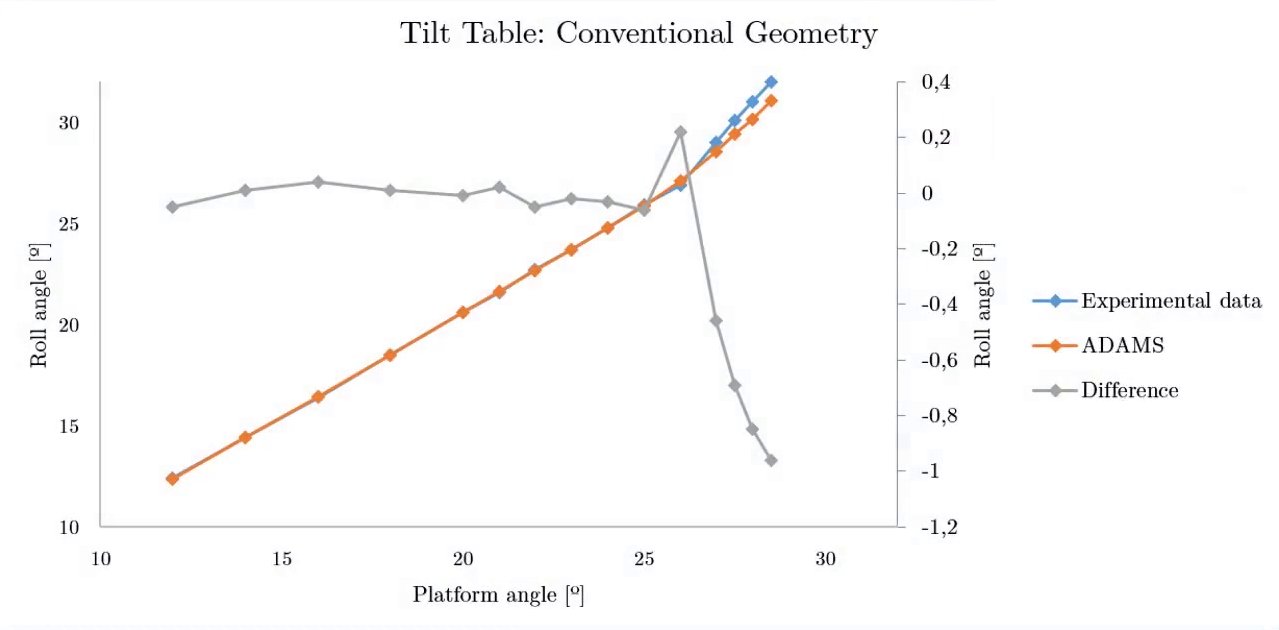 Tilt Table: Conventional Geometry
Roll angle [º]
30
25
20
15
10
10 15 20 25 30
Platform angle [º]
0,4
0,2
0
-0,2
-0,4
-0,6
-0,8
-1
-1,2
Roll angle [º]
Experimental data
ADAMS
Difference